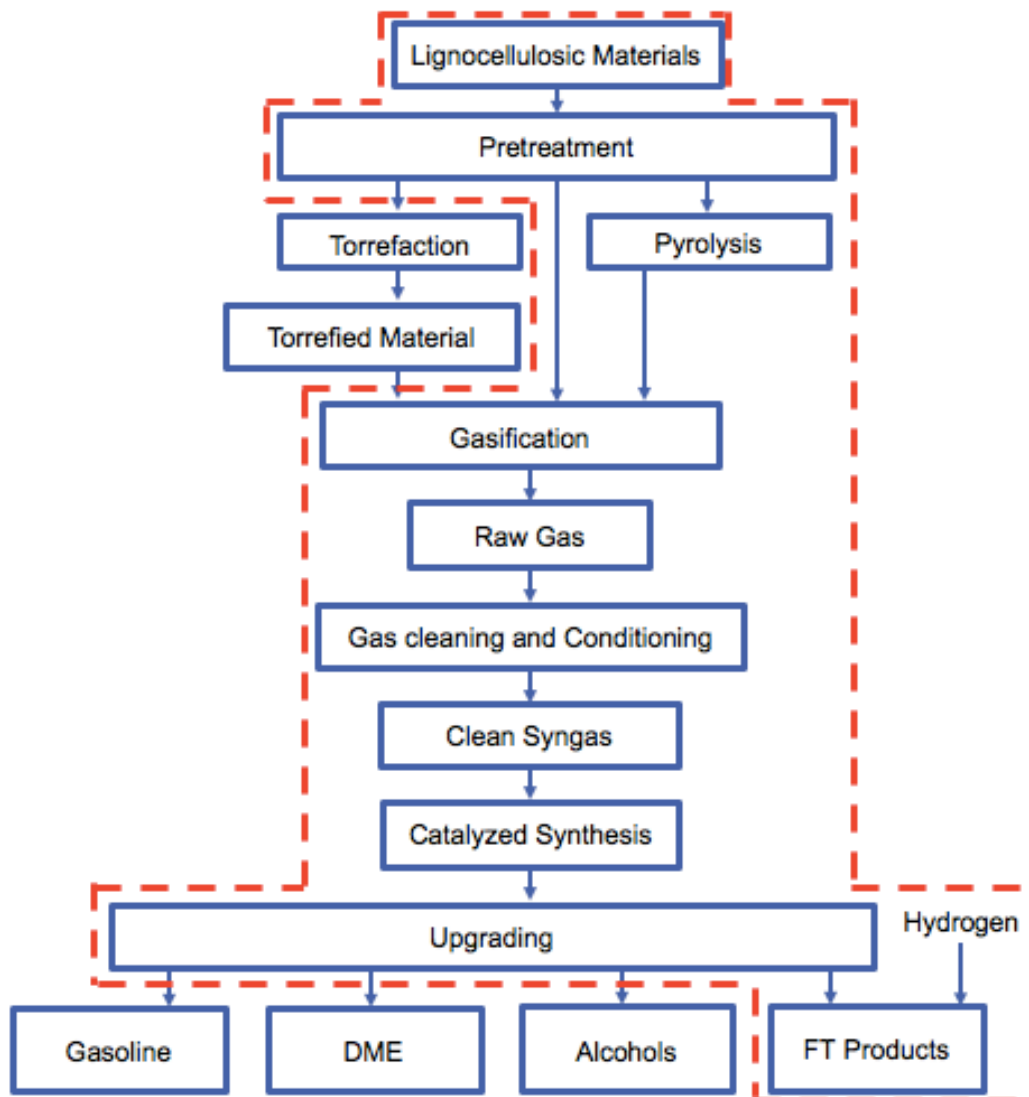 Lignocellulosic Materials
Pretreatment
Torrefaction
Pyrolysis
Torrefied Material
Gasification
Raw Gas
Gas cleaning and Conditioning
Clean Syngas
Catalyzed Synthesis
Upgrading
Hydrogen
Gasoline
DME
Alcohols
FT Products